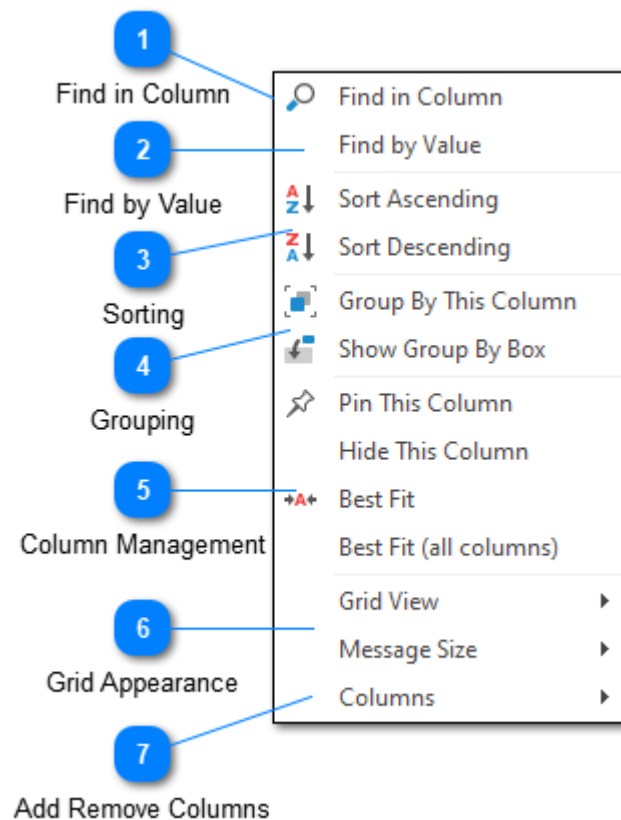 1
Find in Column
2
Find by Value
3
Sorting
4
Grouping
5
Column Management
6
Grid Appearance
7
Add Remove Columns
Find in Column
Find by Value
A
Z
Sort Ascending
Z
A
Sort Descending
Group By This Column
Show Group By Box
Pin This Column
Hide This Column
A
Best Fit
Best Fit (all columns)
Grid View
Message Size
Columns